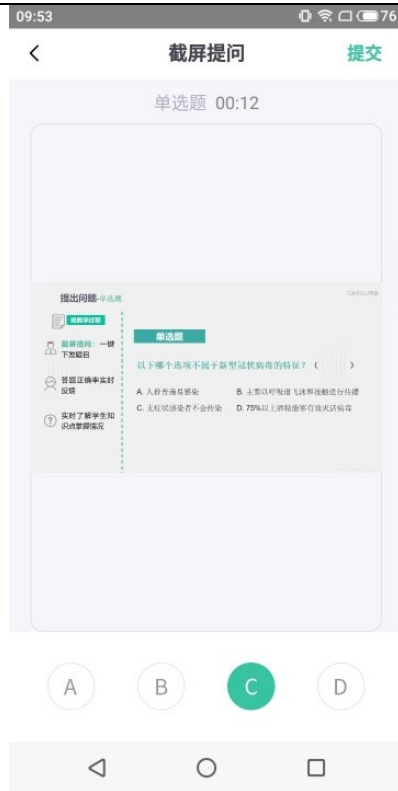 09:53
76
截屏提问
提交
单选题 00:12
提出问题-单选题
截屏提问：一键
下发题目
答题正确率实时
反馈
实时了解学生知
识点掌握情况
单选题
以下哪个选项不属于新型冠状病毒的特征？（ ）
A. 人群普遍易感染
B. 主要以呼吸道飞沫和接触进行传播
C. 无症状感染者不会传染
D. 75%以上酒精能够有效灭活病毒
A
B
C
D